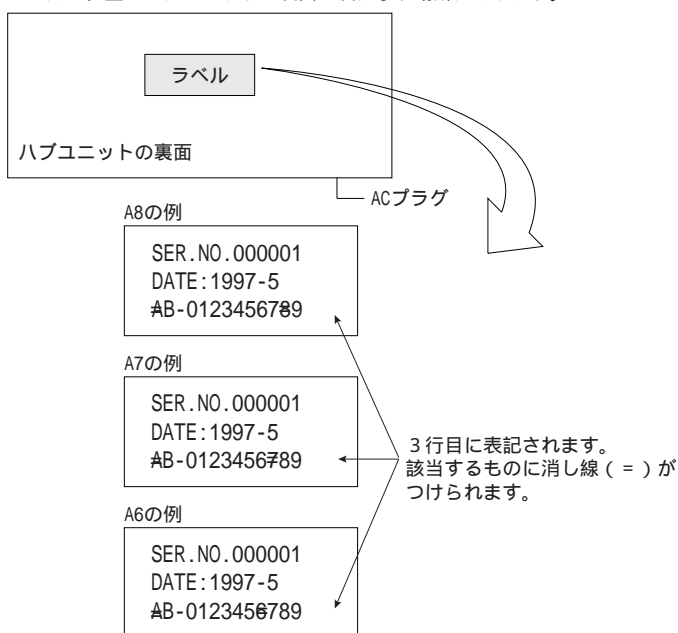 ラベル
ハブユニットの裏面
ACプラグ
A8の例
SER.NO.000001
DATE:1997-5
AB-0123456789
A7の例
SER.NO.000001
DATE:1997-5
AB-0123456789
3行目に表記されます。
該当するものに消し線（=）が
つけられます。
A6の例
SER.NO.000001
DATE:1997-5
AB-0123456789